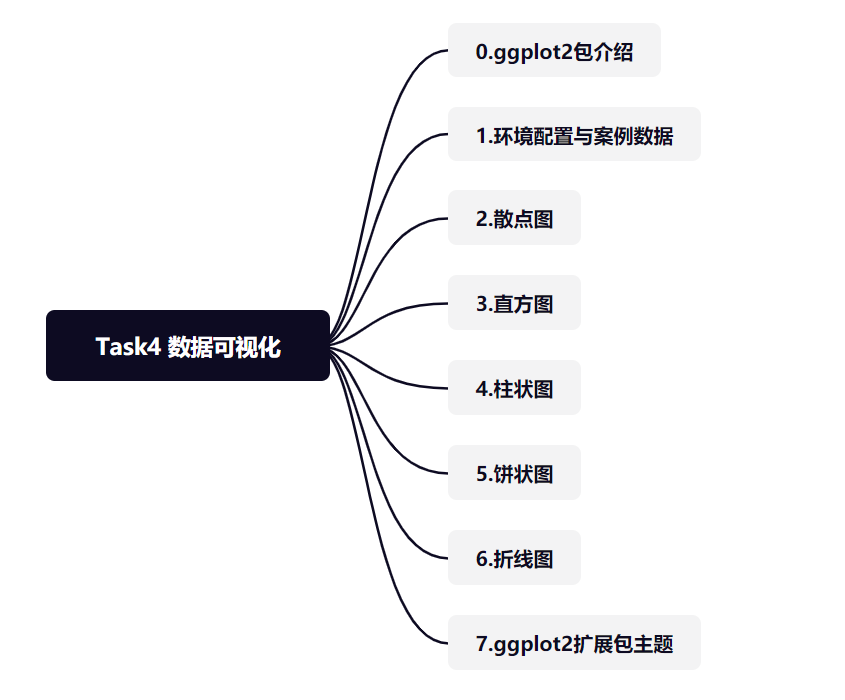 0.ggplot2包介绍
1.环境配置与案例数据
2.散点图
3.直方图
Task4 数据可视化
4.柱状图
5.饼状图
6.折线图
7.ggplot2扩展包主题